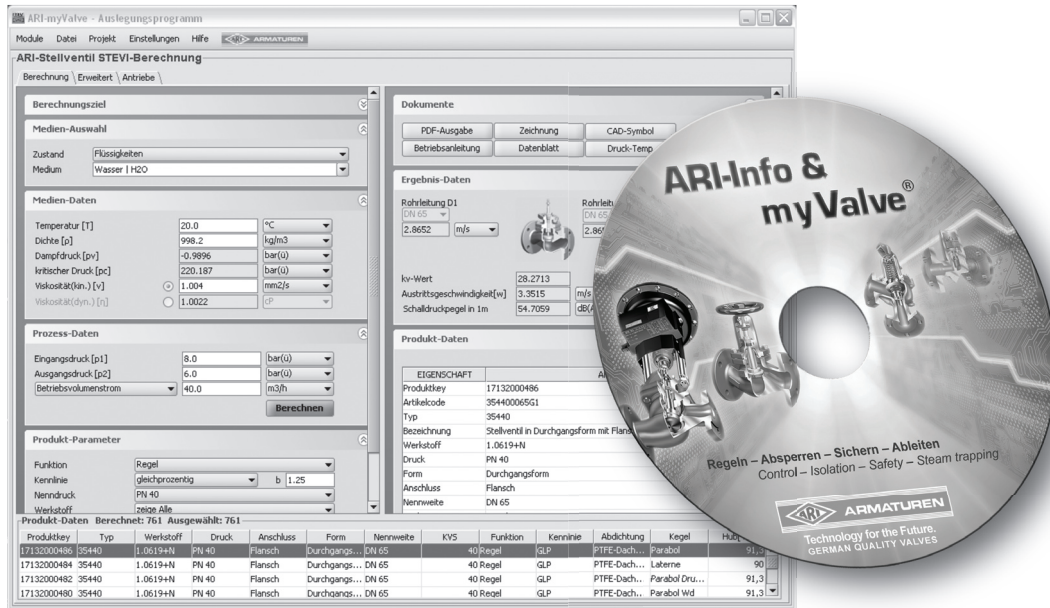 ARI-myValve - Auslegungsprogramm
Module Datei Projekt Einstellungen Hilfe ARI ARMATUREN
ARI-Stellventil STEVI-Berechnung
Berechnung Erweitert Antriebe
Berechnungsziel
Medien-Auswahl
Zustand Flüssigkeiten
Medium Wasser | H2O
Medien-Daten
Temperatur [T] 20.0 °C
Dichte [ρ] 998.2 kg/m3
Dampfdruck [pv] -0.9896 bar(ü)
kritischer Druck [pc] 220.187 bar(ü)
Viskosität(kin.) [ν] 1.004 mm2/s
Viskosität(dyn.) [η] 1.0022 cP
Prozess-Daten
Eingangsdruck [p1] 8.0 bar(ü)
Ausgangsdruck [p2] 6.0 bar(ü)
Betriebsvolumenstrom 40.0 m3/h
Berechnen
Produkt-Parameter
Funktion Regel
Kennlinie gleichprozentig b 1.25
Nenndruck PN 40
Werkstoff zeige Alle
Dokumente
PDF-Ausgabe Zeichnung CAD-Symbol
Betriebsanleitung Datenblatt Druck-Temp
Ergebnis-Daten
Rohrleitung D1
DN 65 DN 65
2.8652 m/s
kv-Wert 28.2713
Austrittsgeschwindigkeit[w] 3.3515 m/s
Schalldruckpegel in 1m 54.7059
Produkt-Daten
EIGENSCHAFT
Produktkey 17132000486
Artikelcode 354400065G1
Typ 35440
Bezeichnung Stellventil in Durchgangsform mit
Werkstoff 1.0619+N
Druck PN 40
Form Durchgangsform
Anschluss Flansch
Nennweite DN 65
Produkt-Daten Berechnet: 761 Ausgewählt: 761
Produktkey Typ Werkstoff Druck Anschluss Form Nennweite KVS Funktion Kenninie Abdichtung Kegel
17132000486 35440 1.0619+N PN 40 Flansch Durchgangs... DN 65 40 Regel GLP PTFE-Dach... Parabol 91,3
17132000484 35440 1.0619+N PN 40 Flansch Durchgangs... DN 65 40 Regel GLP PTFE-Dach... Laterne 90
17132000482 35440 1.0619+N PN 40 Flansch Durchgangs... DN 65 40 Regel GLP PTFE-Dach... Parabol Dru... 91,3
17132000480 35440 1.0619+N PN 40 Flansch Durchgangs... DN 65 40 Regel GLP PTFE-Dach... Parabol Wd 91,3
ARI-Info &
myValve®
Regeln – Absperren – Sichern – Ableiten
Control – Isolation – Safety – Steam trapping
ARI ARMATUREN
Technology for the Future.
GERMAN QUALITY VALVES